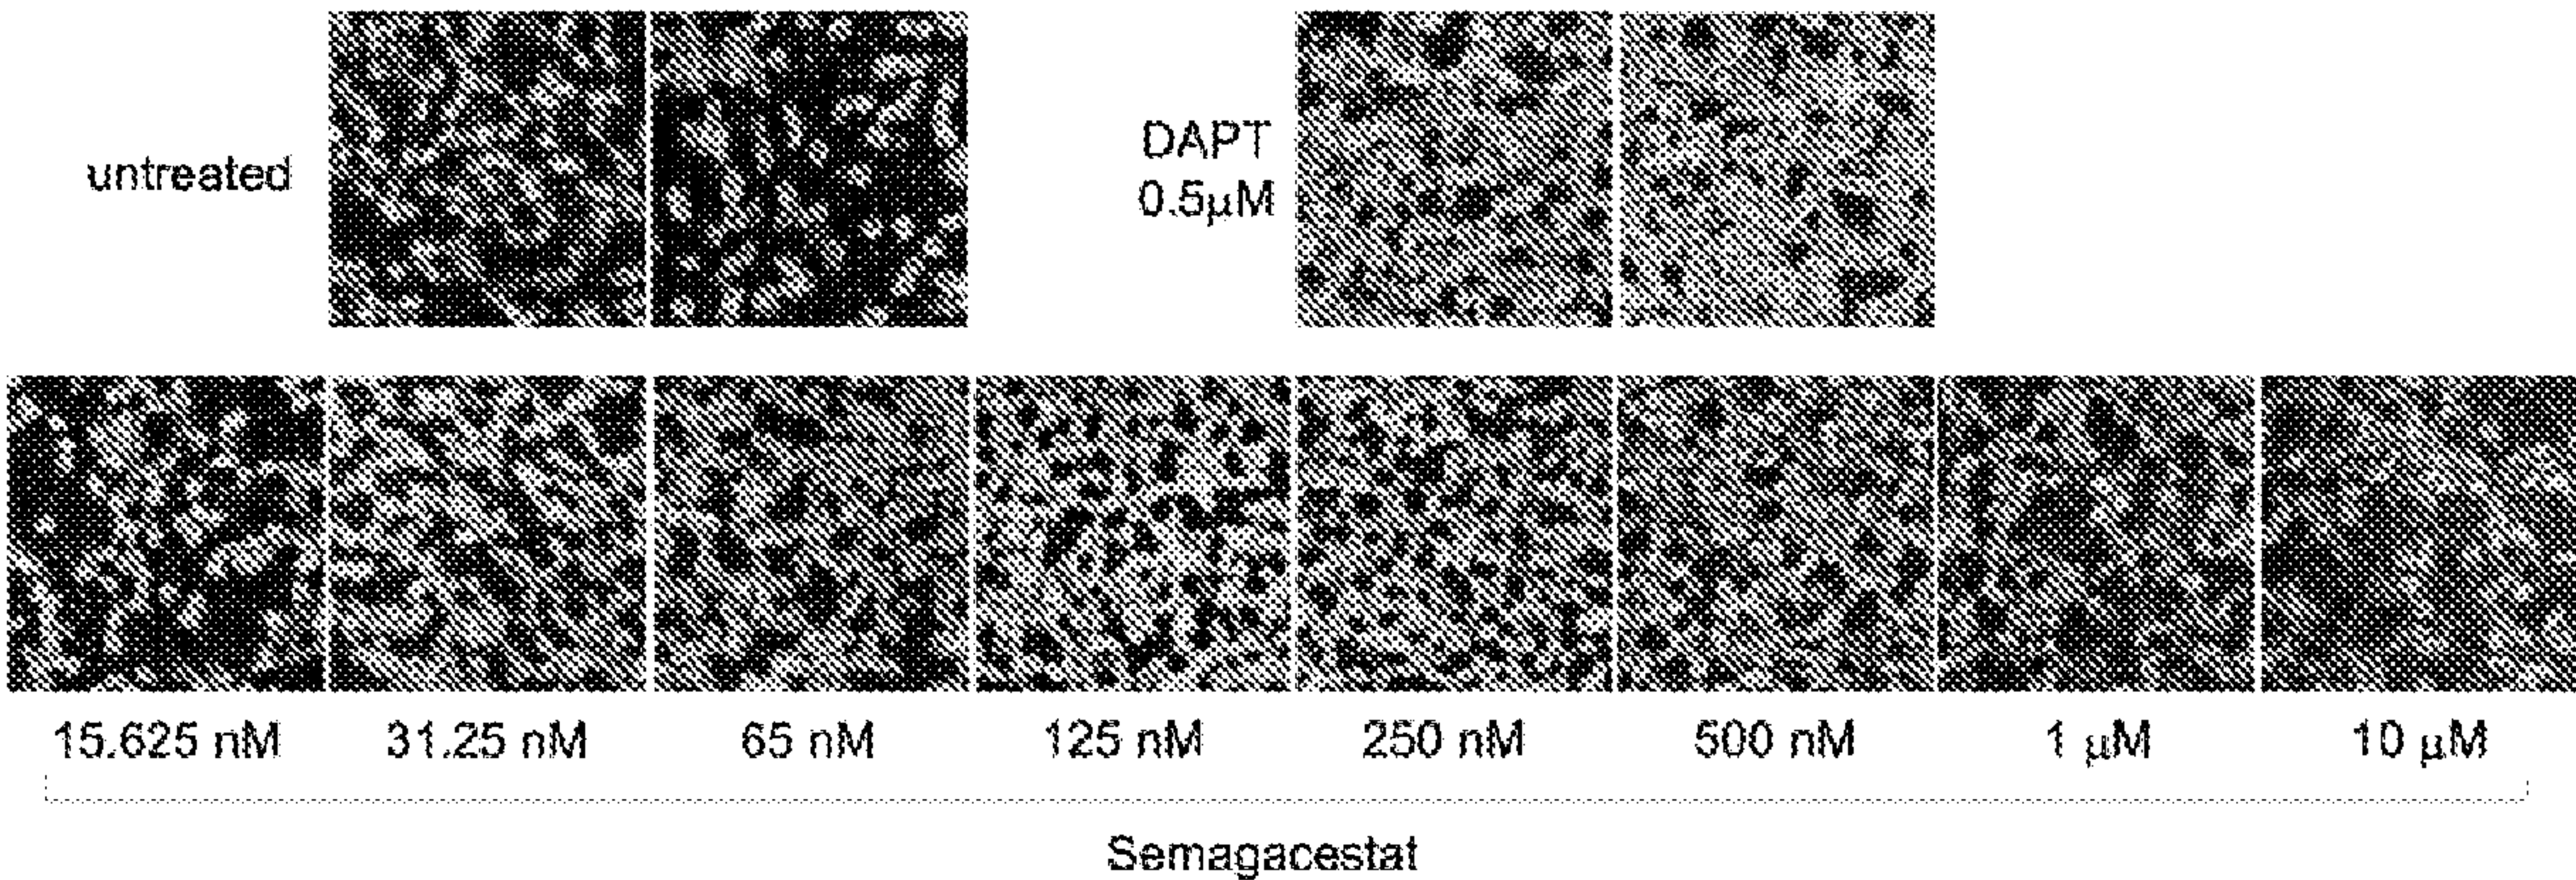 untreated
DAPT
0.5µM
15.625 nM
31.25 nM
65 nM
125 nM
250 nM
500 nM
1 µM
10 µM
Semagacestat